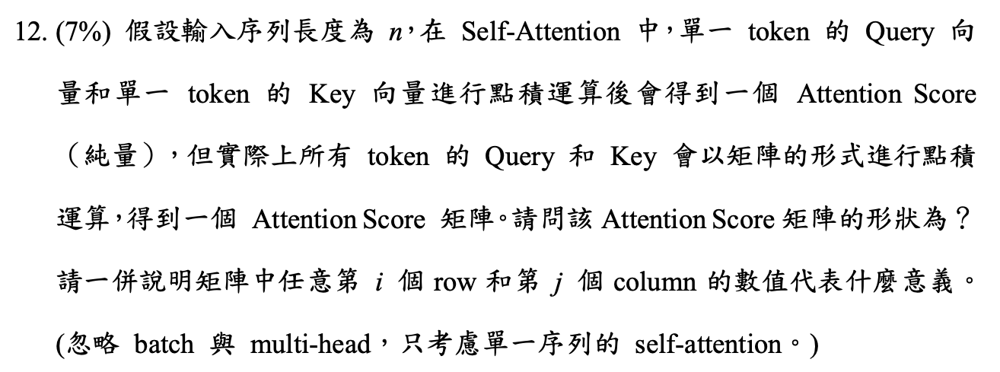 12. (7%) 假設輸入序列長度為 n，在 Self-Attention 中，單一 token 的 Query 向
量和單一 token 的 Key 向量進行點積運算後會得到一個 Attention Score
（純量），但實際上所有 token 的 Query 和 Key 會以矩陣的形式進行點積
運算，得到一個 Attention Score 矩陣。請問該 Attention Score 矩陣的形狀為？
請一併說明矩陣中任意第 i 個 row 和第 j 個 column 的數值代表什麼意義。
(忽略 batch 與 multi-head，只考慮單一序列的 self-attention。)